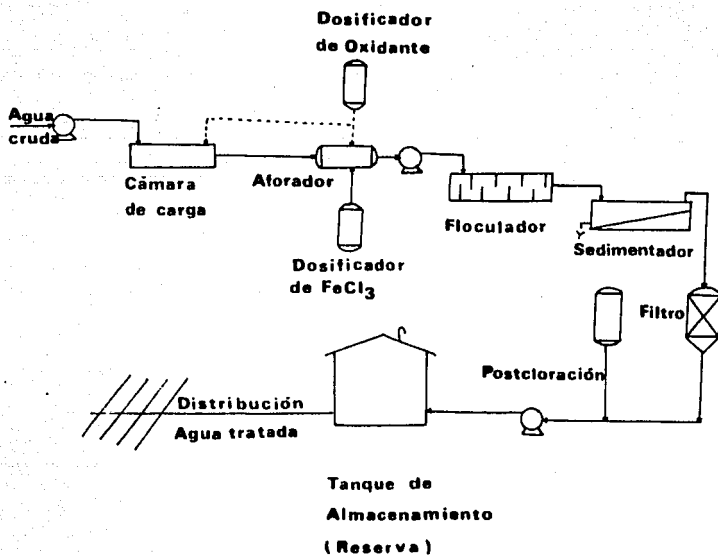 Dosificador
de Oxidante
Agua
cruda
Cámara
de carga
Aforador
Dosificador
de FeCl3
Floculador
Sedimentador
Filtro
Postcloración
Distribución
Agua tratada
Tanque de
Almacenamiento
(Reserva)